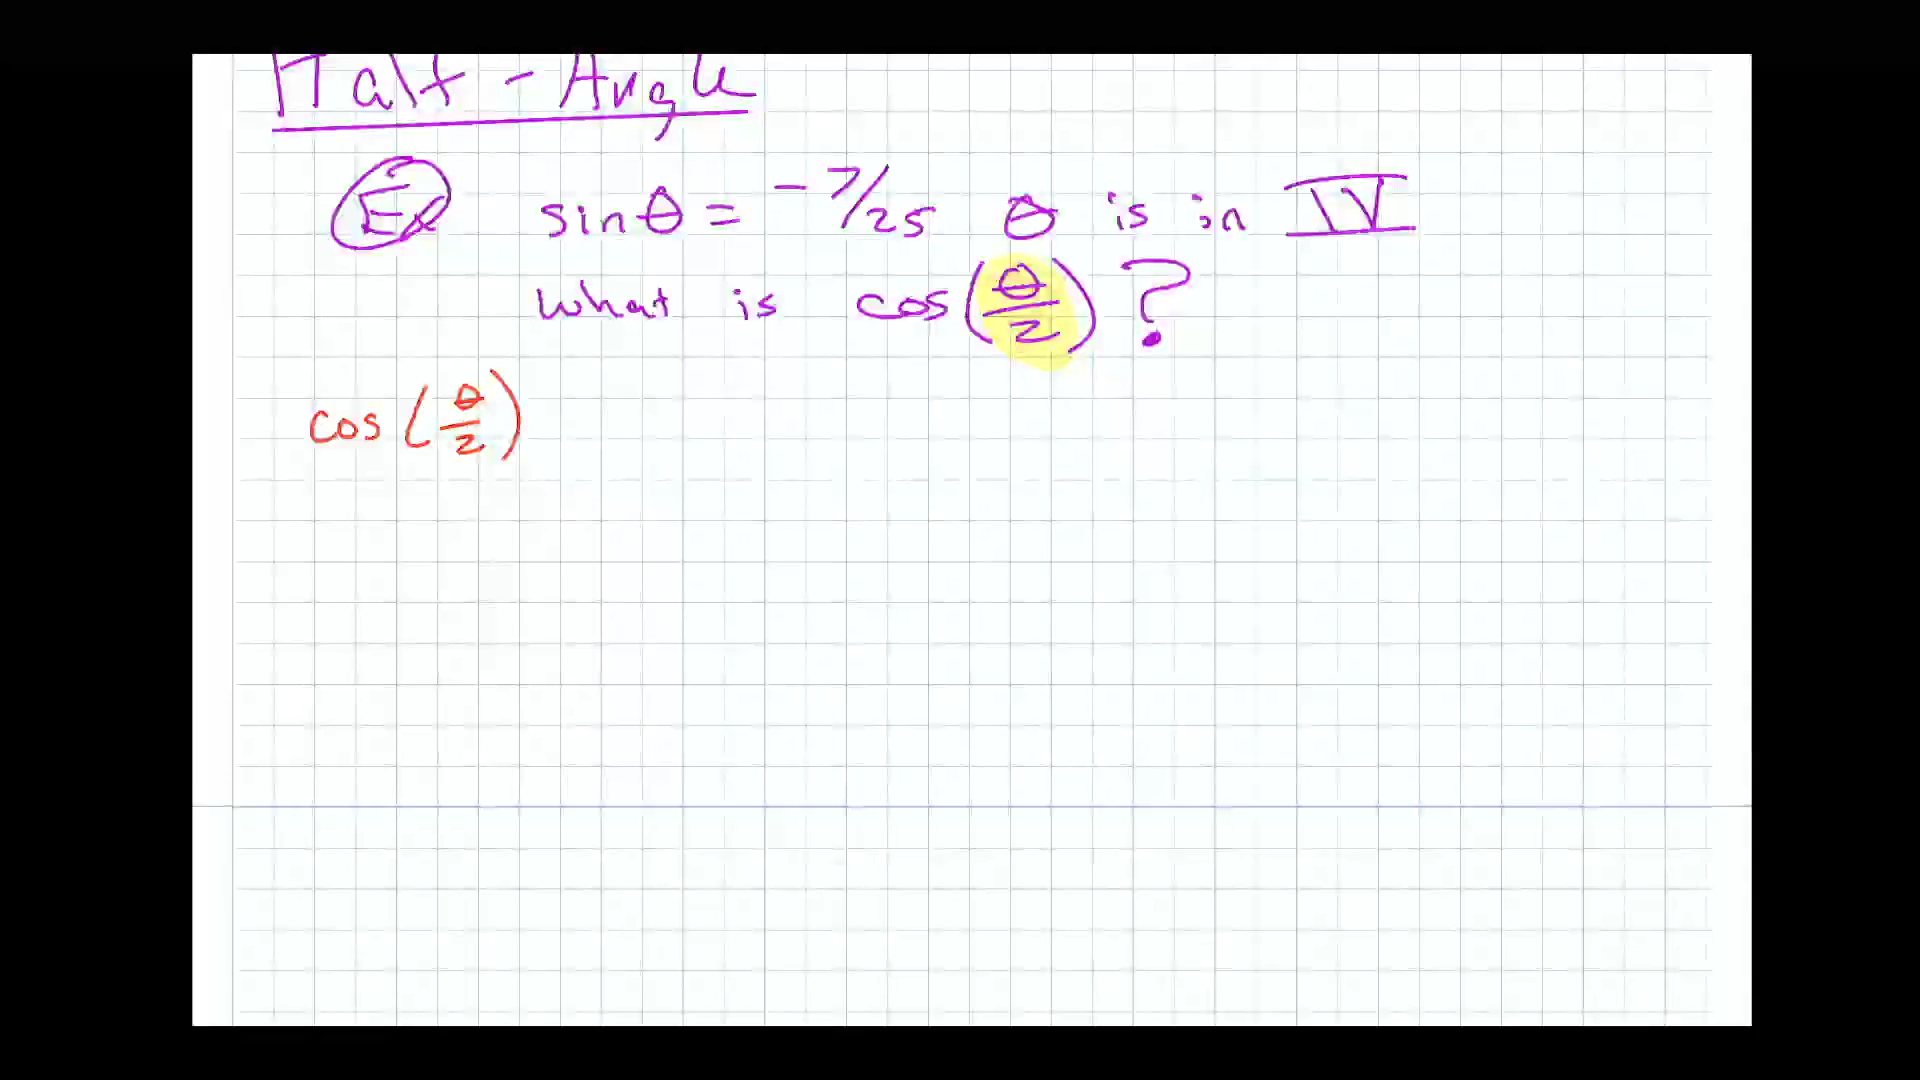 Half - Angle
Ex sinθ = -7/25 θ is in IV
what is cos(θ/2) ?
cos(θ/2)